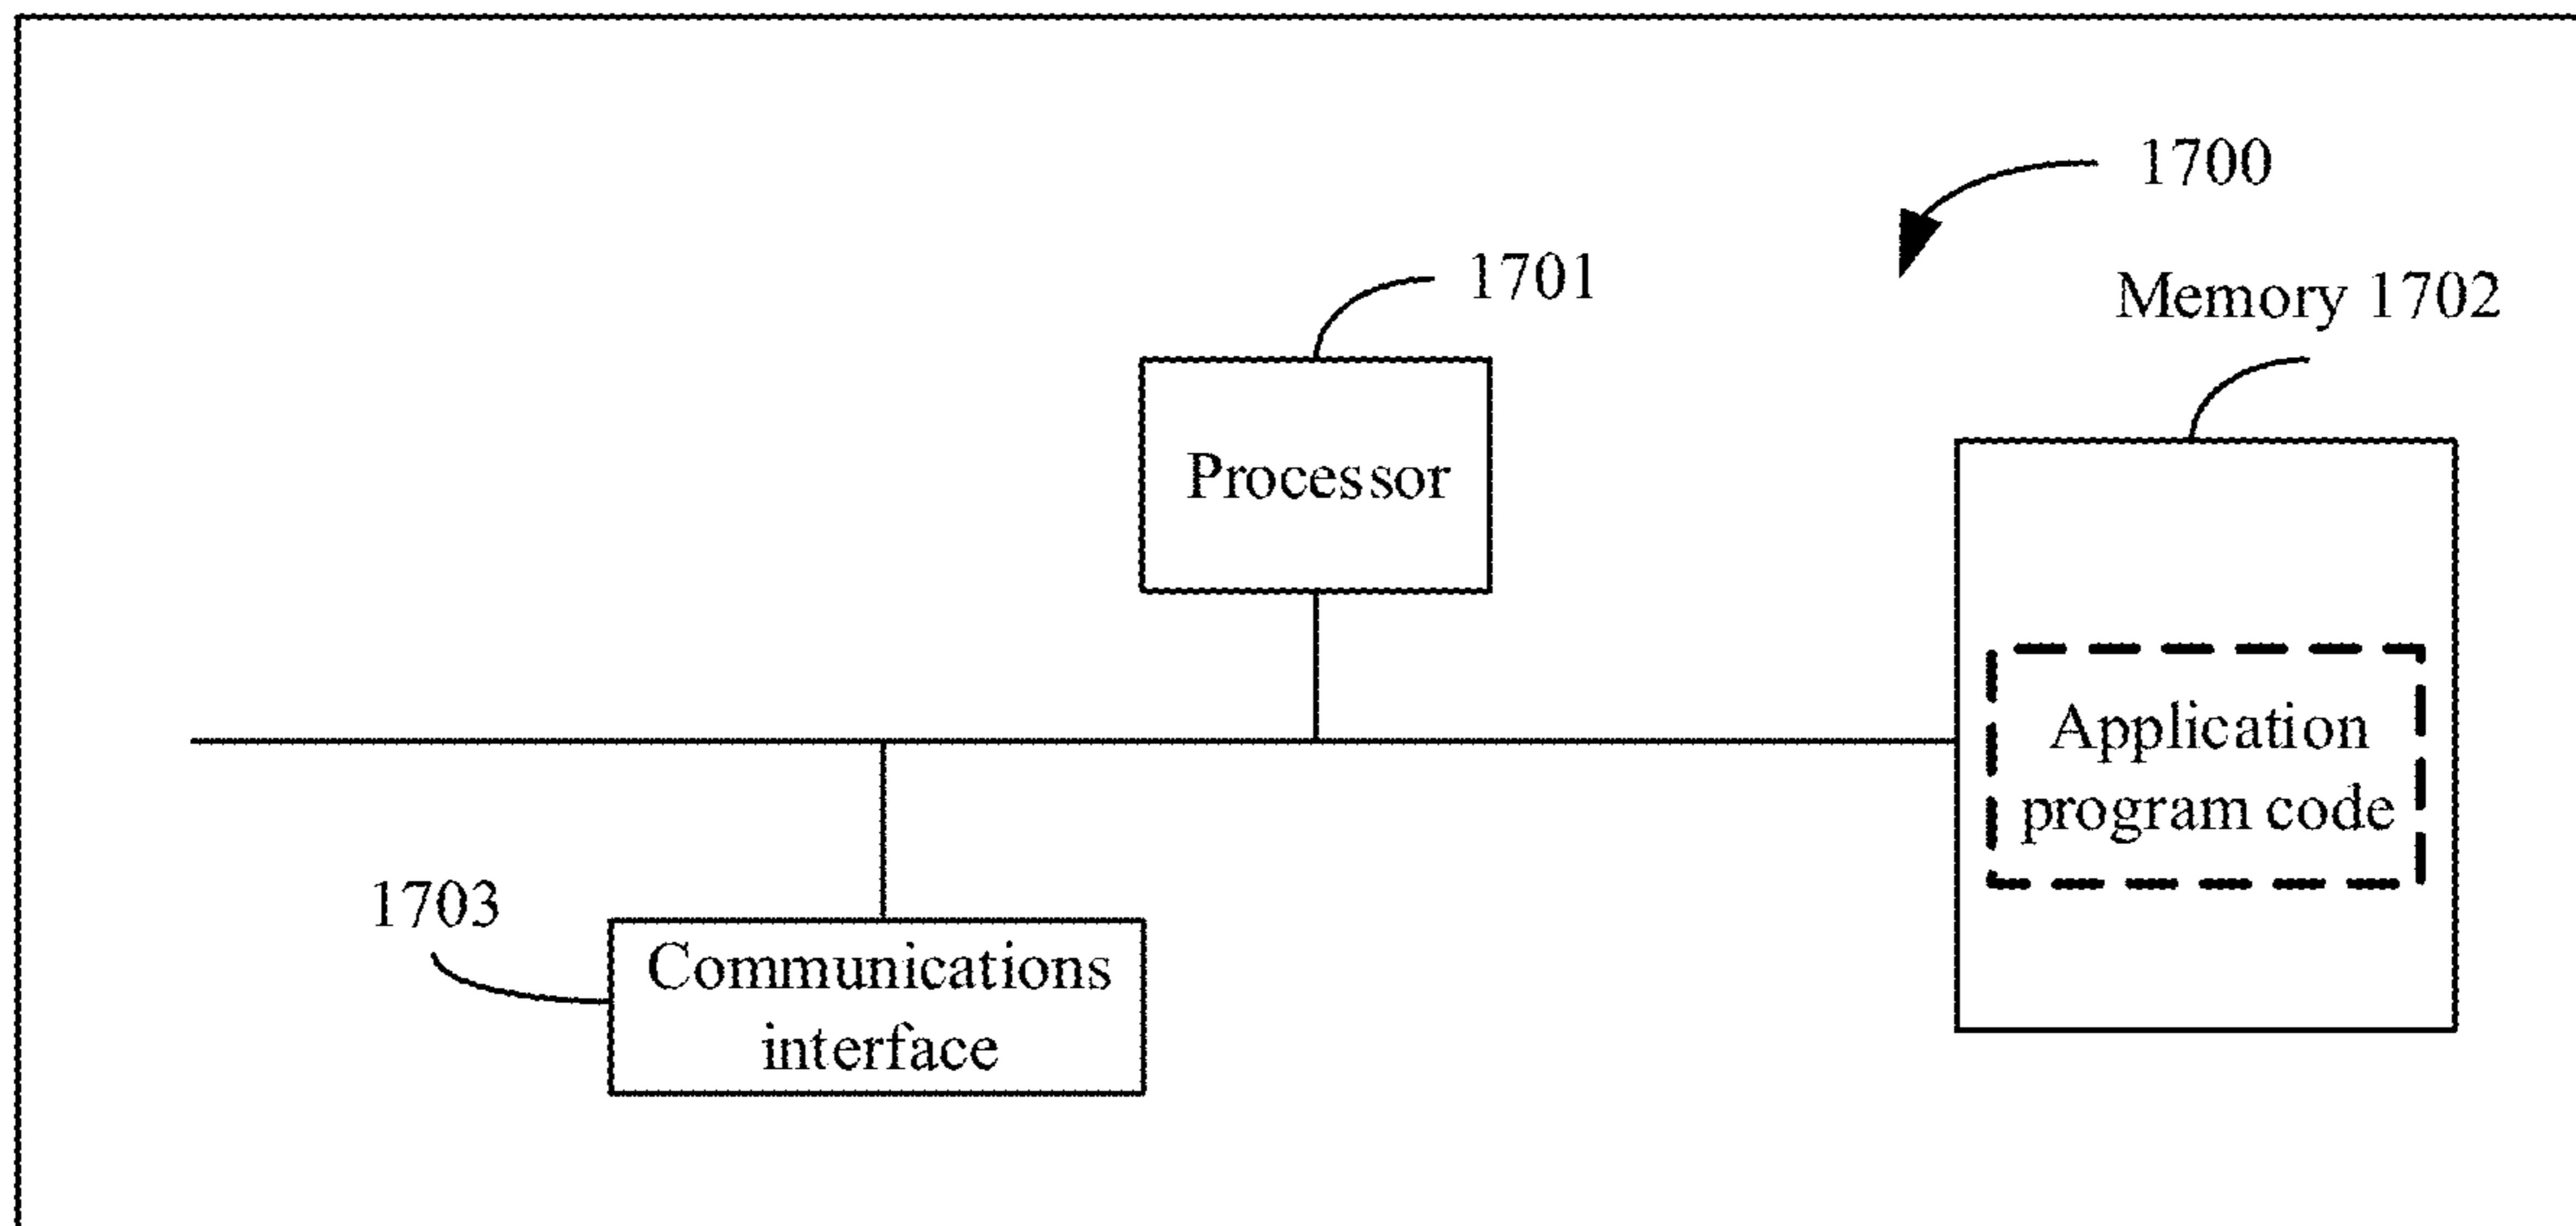 1700
1701
Memory 1702
Processor
Application
program code
1703
Communications
interface